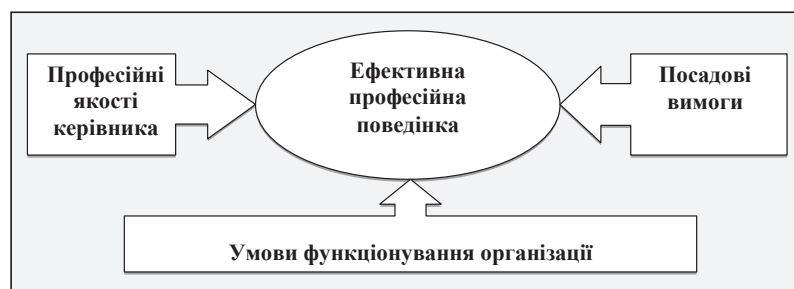 Професійні
якості
керівника
Ефективна
професійна
поведінка
Посадові
вимоги
Умови функціонування організації